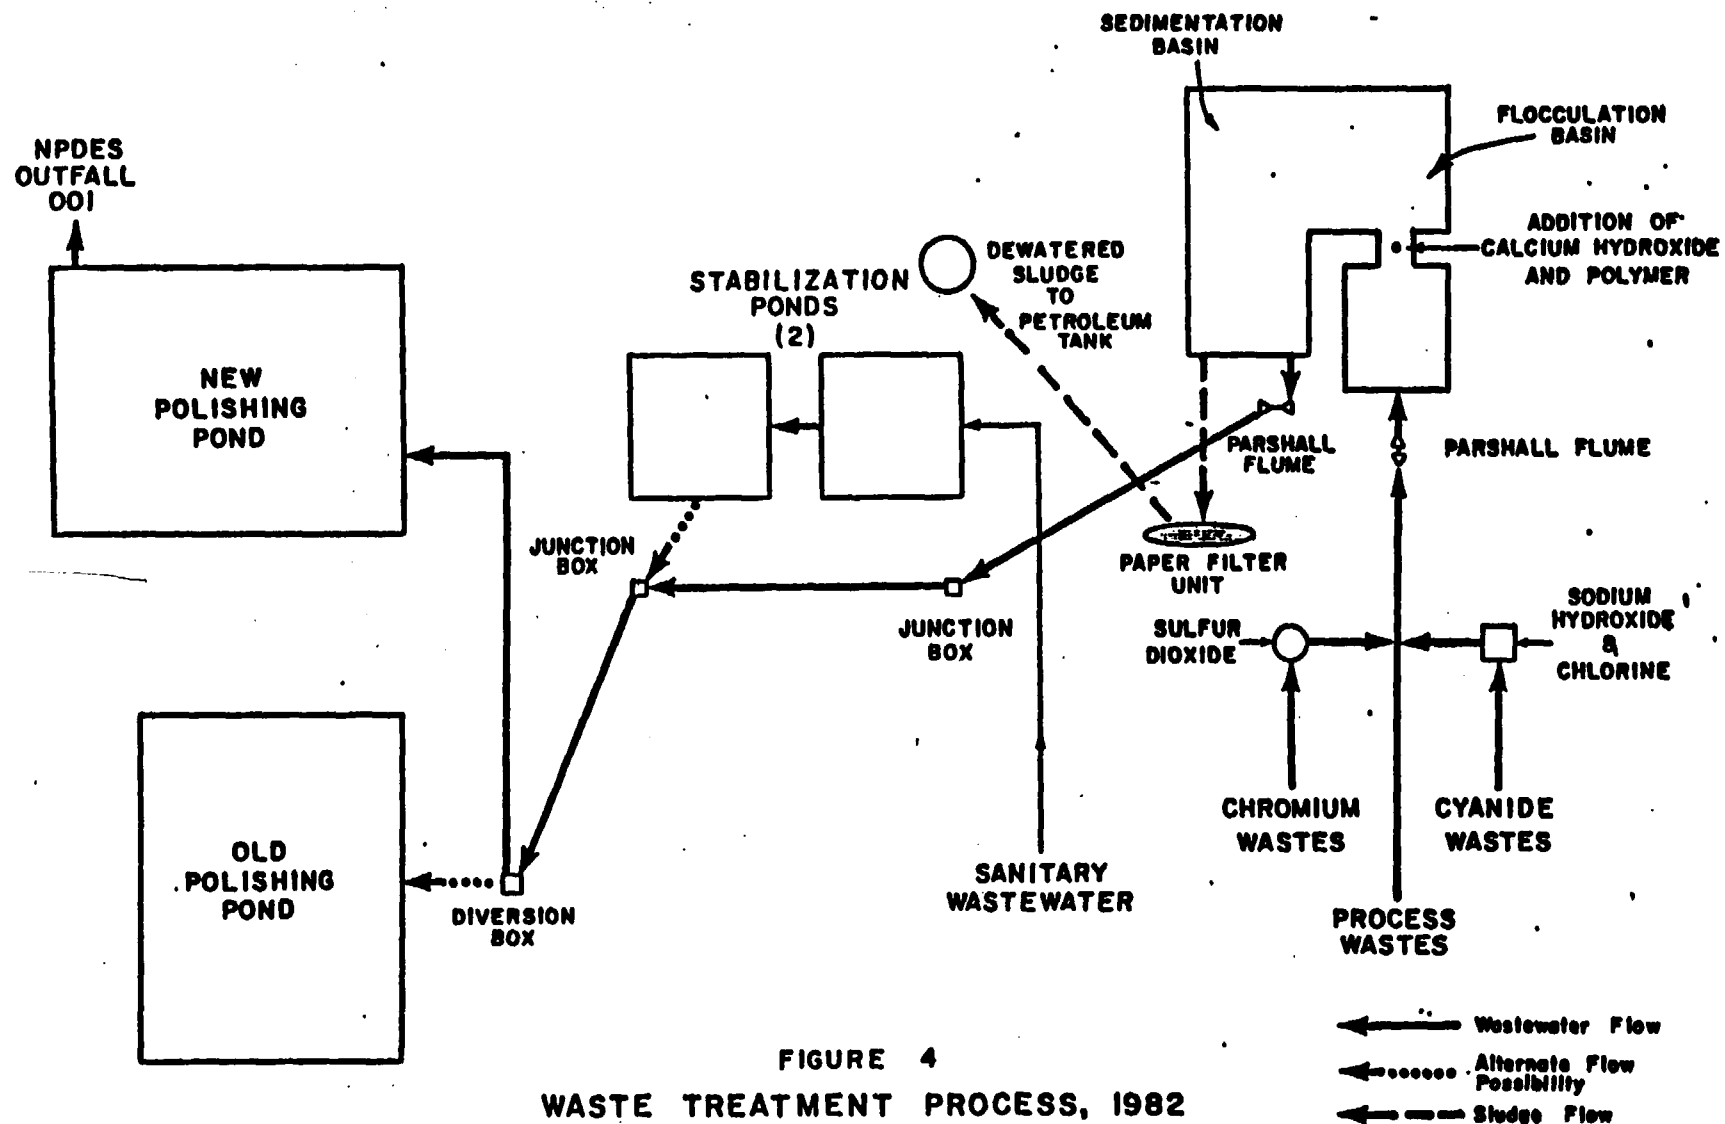 SEDIMENTATION
BASIN
FLOCCULATION
BASIN
NPDES
OUTFALL
001
ADDITION OF
CALCIUM HYDROXIDE
AND POLYMER
DEWATERED
SLUDGE
TO
PETROLEUM
TANK
STABILIZATION
PONDS
(2)
NEW
POLISHING
POND
PARSHALL
FLUME
PARSHALL FLUME
JUNCTION
BOX
PAPER FILTER
UNIT
JUNCTION
BOX
SULFUR
DIOXIDE
SODIUM
HYDROXIDE
&
CHLORINE
CHROMIUM
WASTES
CYANIDE
WASTES
OLD
POLISHING
POND
SANITARY
WASTEWATER
DIVERSION
BOX
PROCESS
WASTES
Wastewater Flow
Alternate Flow
Possibility
Sludge Flow
FIGURE 4
WASTE TREATMENT PROCESS, 1982